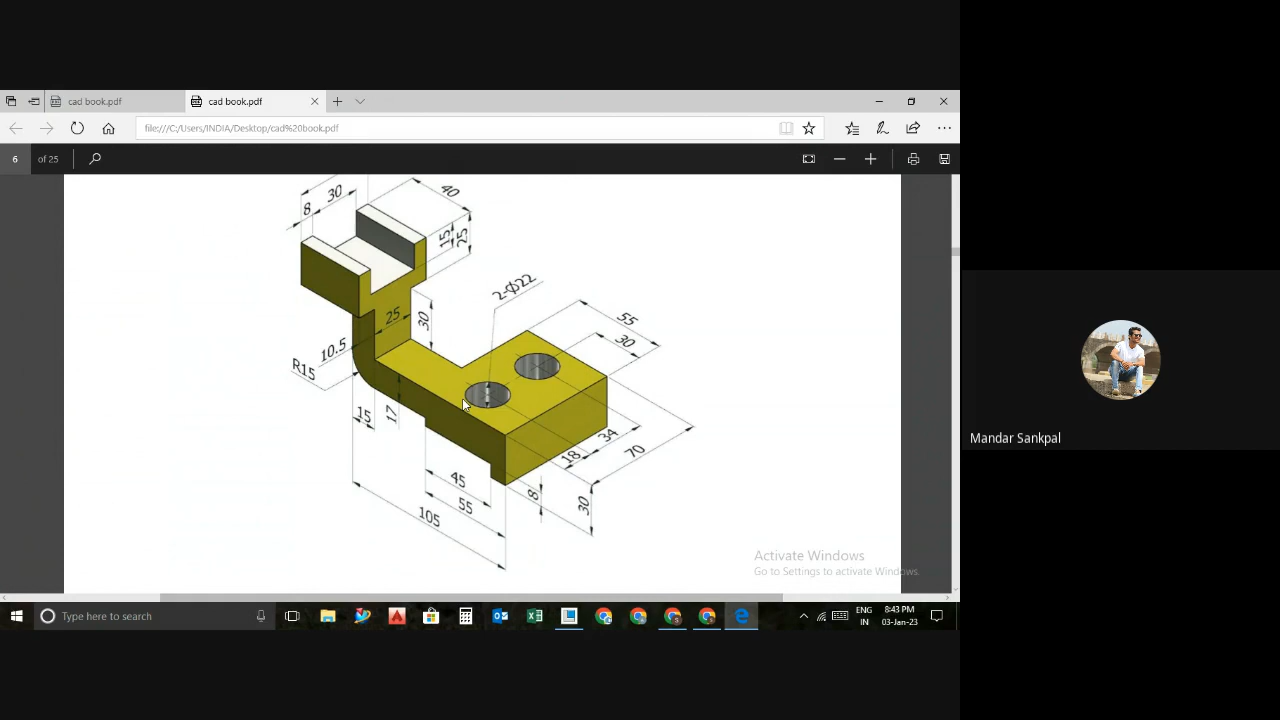 cad book.pdf
cad book.pdf
file:///C:/Users/INDIA/Desktop/cad%20book.pdf
6 of 25
40
30
8
15
25
2-ϕ22
25
30
55
30
10.5
R15
15
17
34
18
70
45
8
30
55
105
Mandar Sankpal
Activate Windows
Go to Settings to activate Windows.
Type here to search
ENG
IN
8:43 PM
03-Jan-23